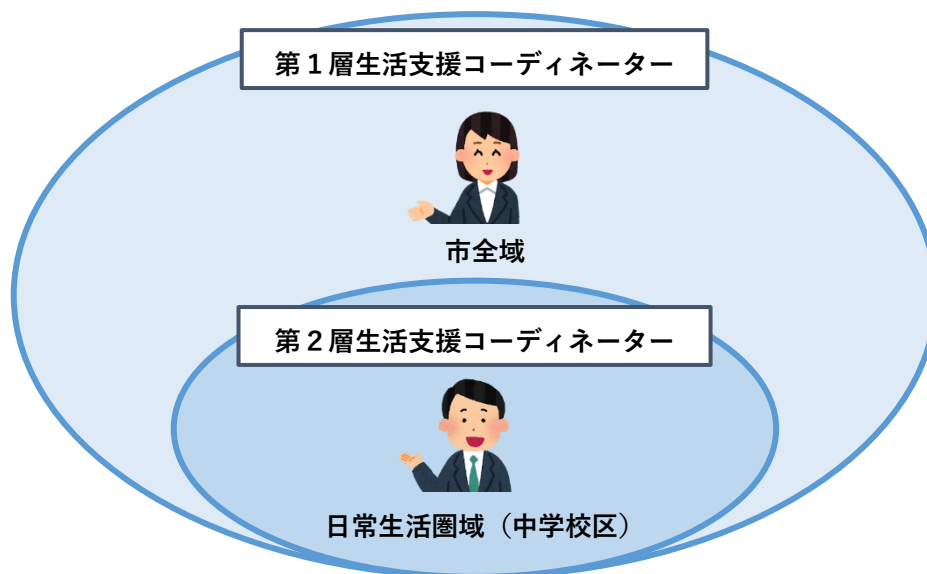 第１層生活支援コーディネーター
市全域
第２層生活支援コーディネーター
日常生活圏域（中学校区）